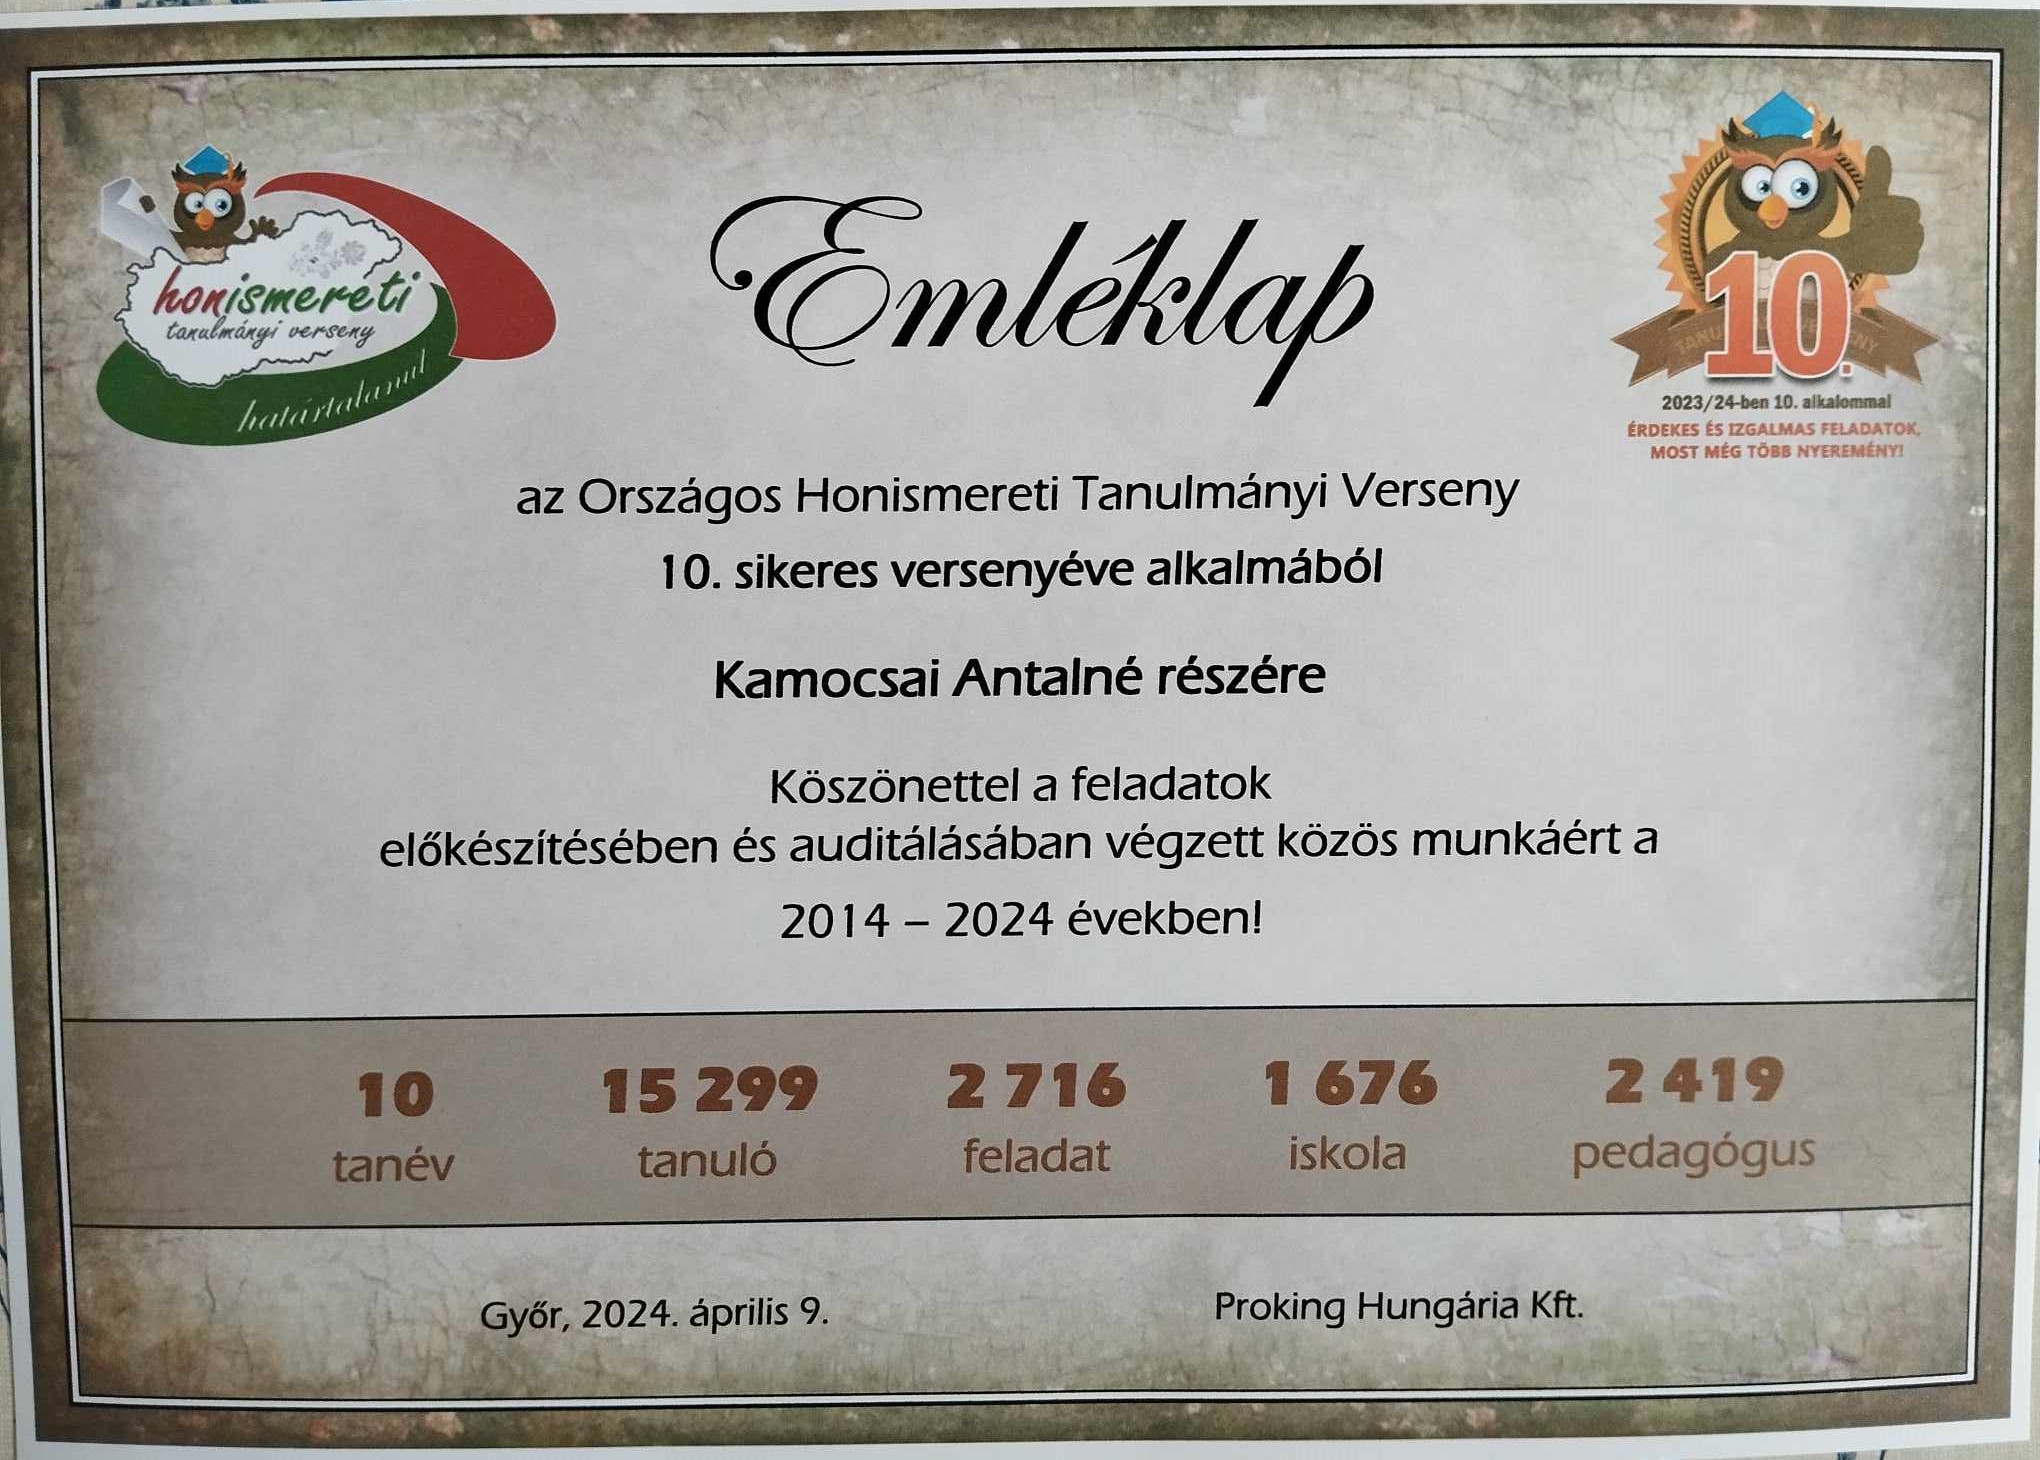 honismereti
tanulmányi verseny
határtalanul
Emléklap
10.
2023/24-ben 10. alkalommal
ÉRDEKES ÉS IZGALMAS FELADATOK,
MOST MÉG TÖBB NYEREMÉNY!
az Országos Honismereti Tanulmányi Verseny
10. sikeres versenyéve alkalmából
Kamocsai Antalné részére
Köszönettel a feladatok
előkészítésében és auditálásában végzett közös munkáért a
2014 – 2024 években!
10 15 299 2 716 1 676 2 419
tanév tanuló feladat iskola pedagógus
Győr, 2024. április 9. Proking Hungária Kft.